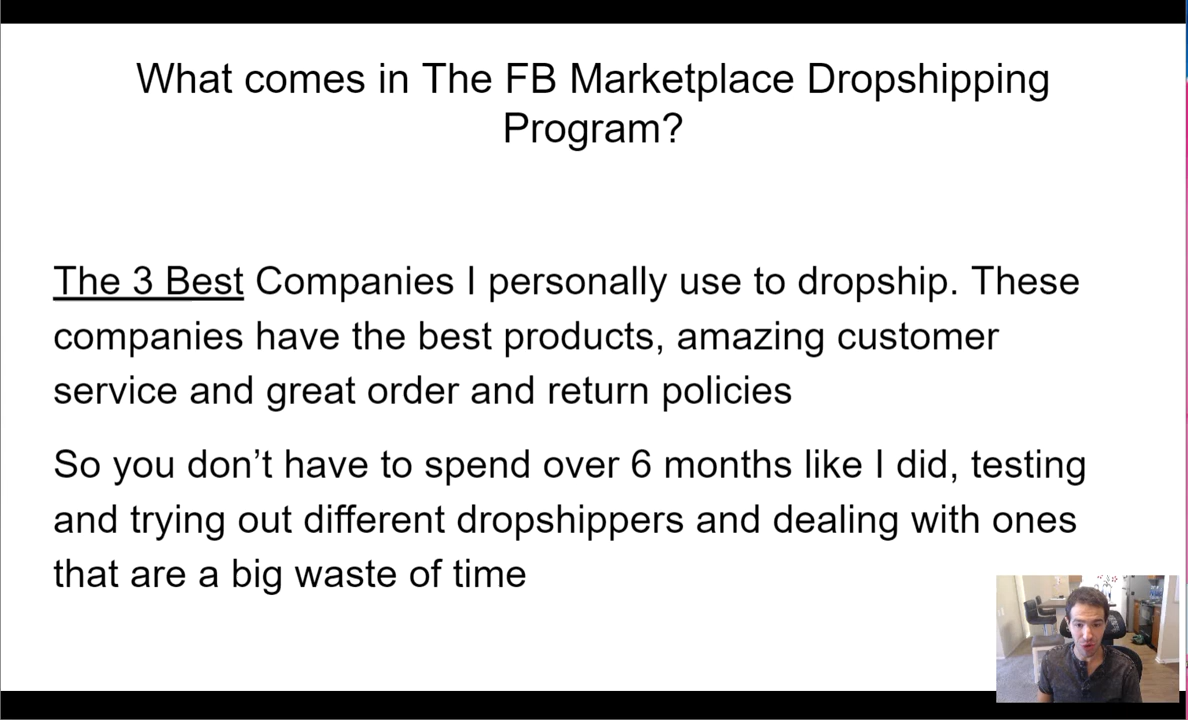 What comes in The FB Marketplace Dropshipping
Program?
The 3 Best Companies I personally use to dropship. These
companies have the best products, amazing customer
service and great order and return policies
So you don’t have to spend over 6 months like I did, testing
and trying out different dropshippers and dealing with ones
that are a big waste of time